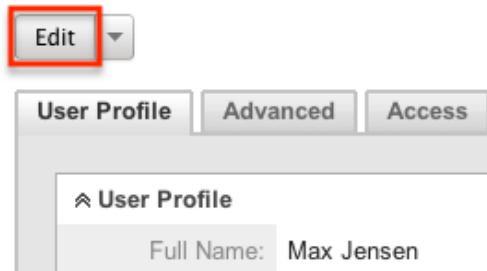 Edit
User Profile Advanced Access
User Profile
Full Name: Max Jensen